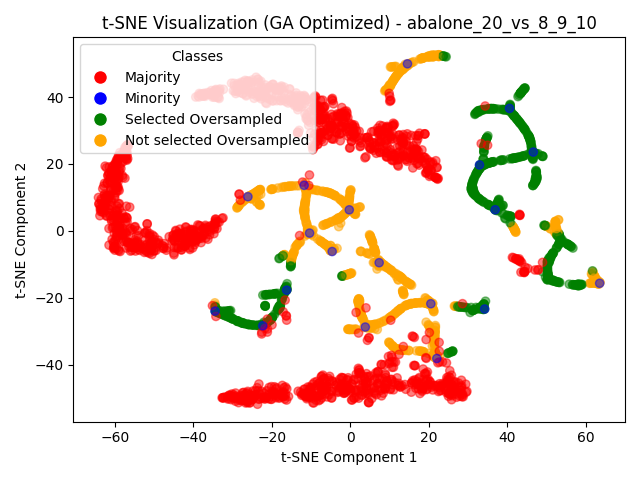 t-SNE Visualization (GA Optimized) - abalone_20_vs_8_9_10
Classes
Majority
Minority
Selected Oversampled
Not selected Oversampled
t-SNE Component 2
40
20
0
−20
−40
−60 −40 −20 0 20 40 60
t-SNE Component 1